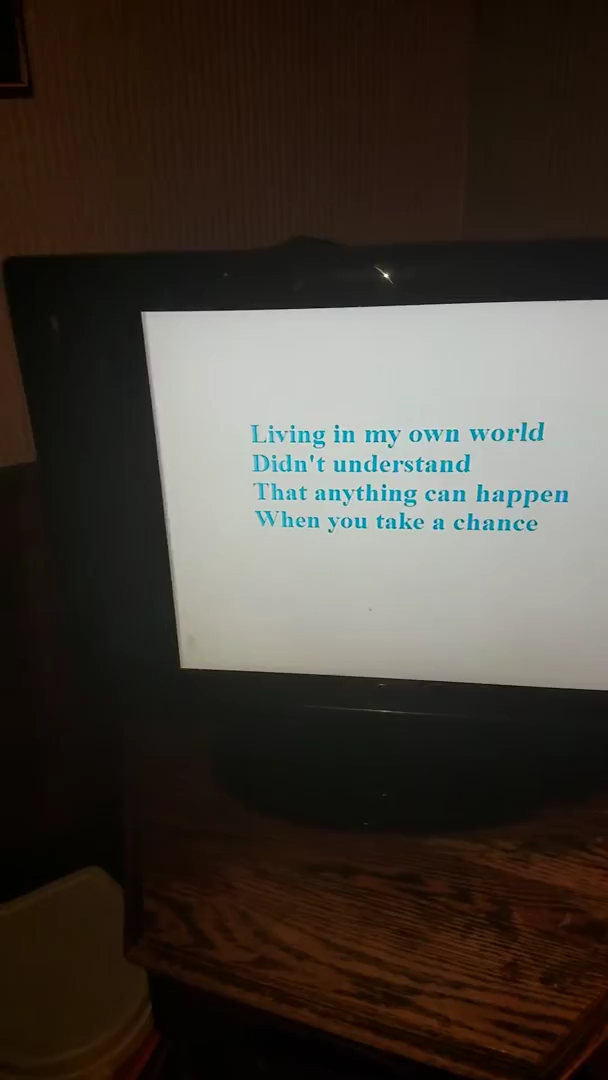 Living in my own world
Didn't understand
That anything can happen
When you take a chance